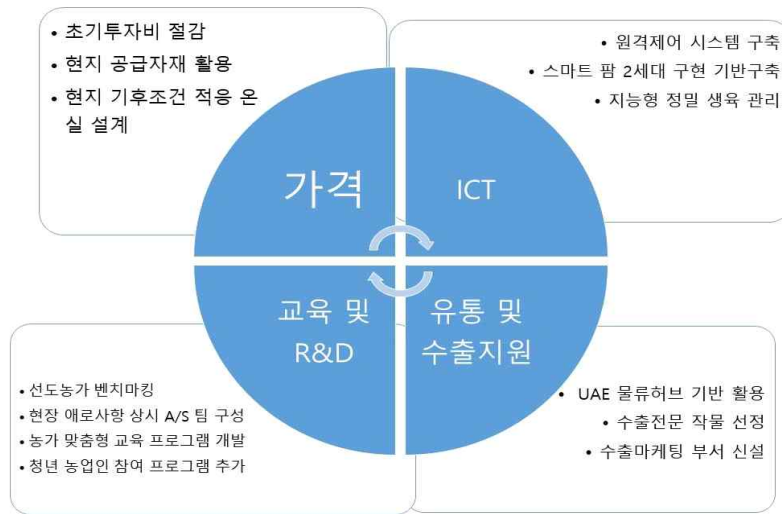 • 초기투자비 절감
• 현지 공급자재 활용
• 현지 기후조건 적응 온
실 설계
• 원격제어 시스템 구축
• 스마트 팜 2세대 구현 기반구축
• 지능형 정밀 생육 관리
가격
ICT
교육 및
R&D
유통 및
수출지원
• 선도농가 벤치마킹
• 현장 애로사항 상시 A/S 팀 구성
• 농가 맞춤형 교육 프로그램 개발
• 청년 농업인 참여 프로그램 추가
• UAE 물류허브 기반 활용
• 수출전문 작물 선정
• 수출마케팅 부서 신설